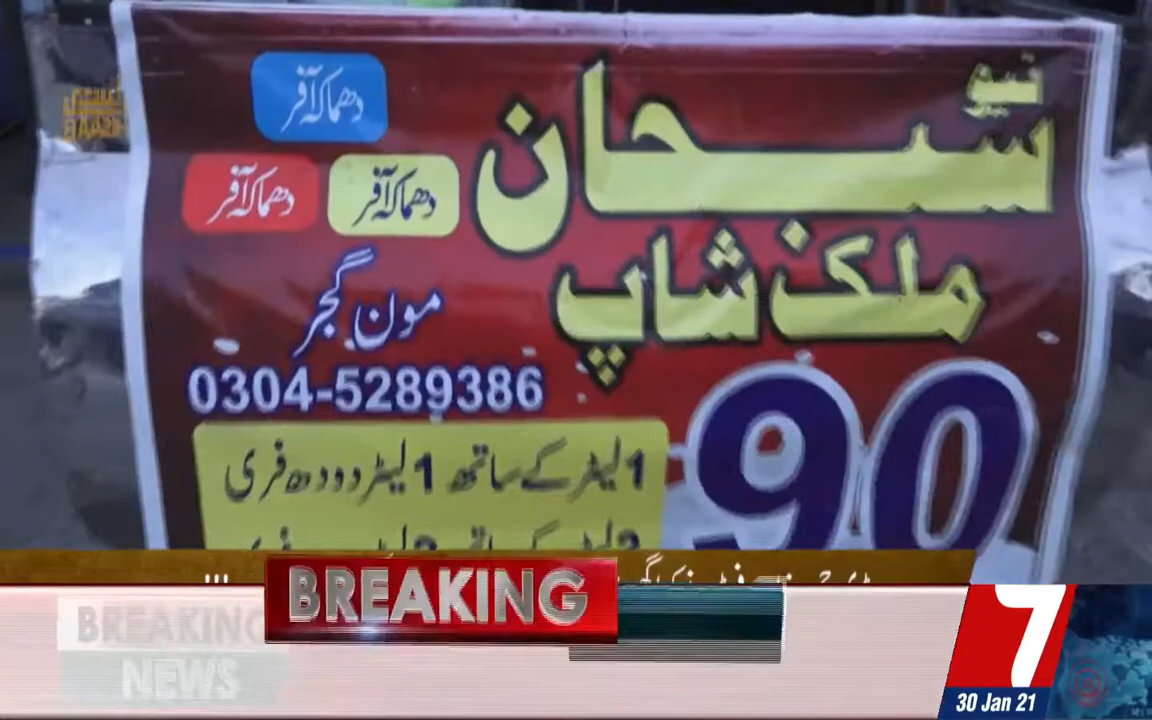 نیو
سبحان
ملک شاپ
دھماکہ آفر
دھماکہ آفر
دھماکہ آفر
مون گجر
0304-5289386
1 لیٹر کے ساتھ 1 لیٹر دودھ فری
90
BREAKING
BREAKING
NEWS
7
30 Jan 21